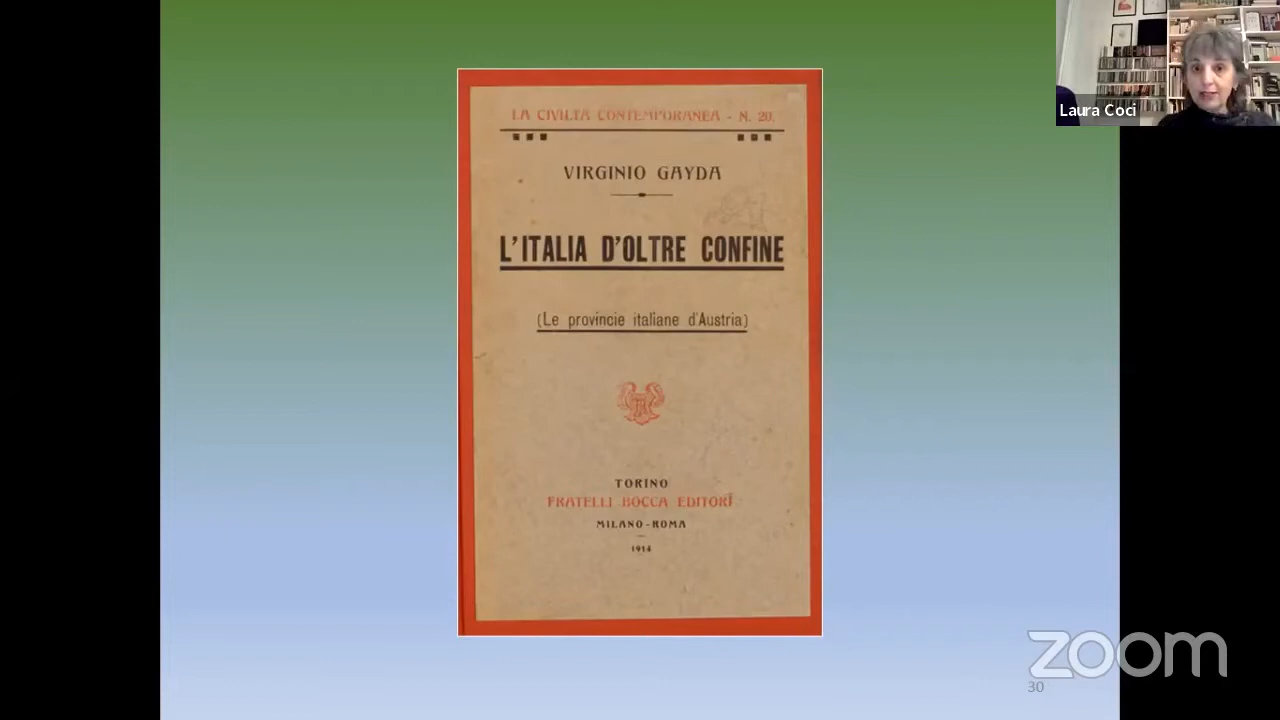 LA CIVILTÀ CONTEMPORANEA - N. 20.
VIRGINIO GAYDA
L'ITALIA D'OLTRE CONFINE
(Le provincie italiane d'Austria)
TORINO
FRATELLI BOCCA EDITORI
MILANO-ROMA
1914
Laura Coci
zoom
30